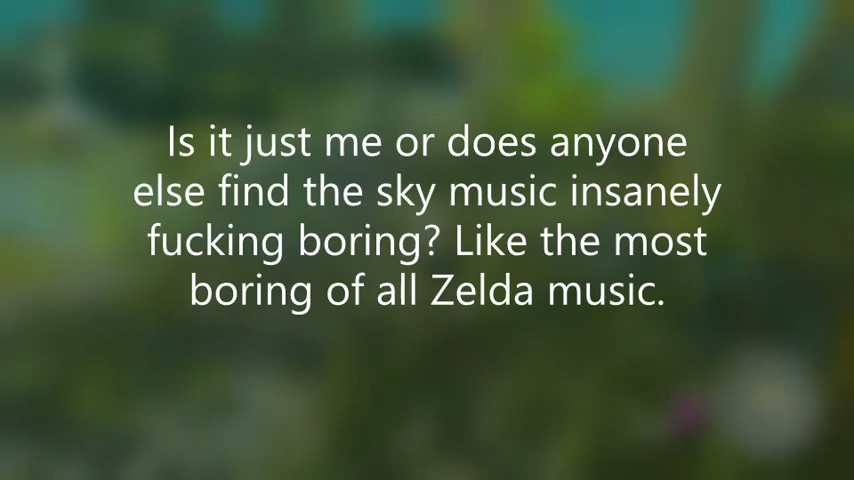 Is it just me or does anyone
else find the sky music insanely
fucking boring? Like the most
boring of all Zelda music.